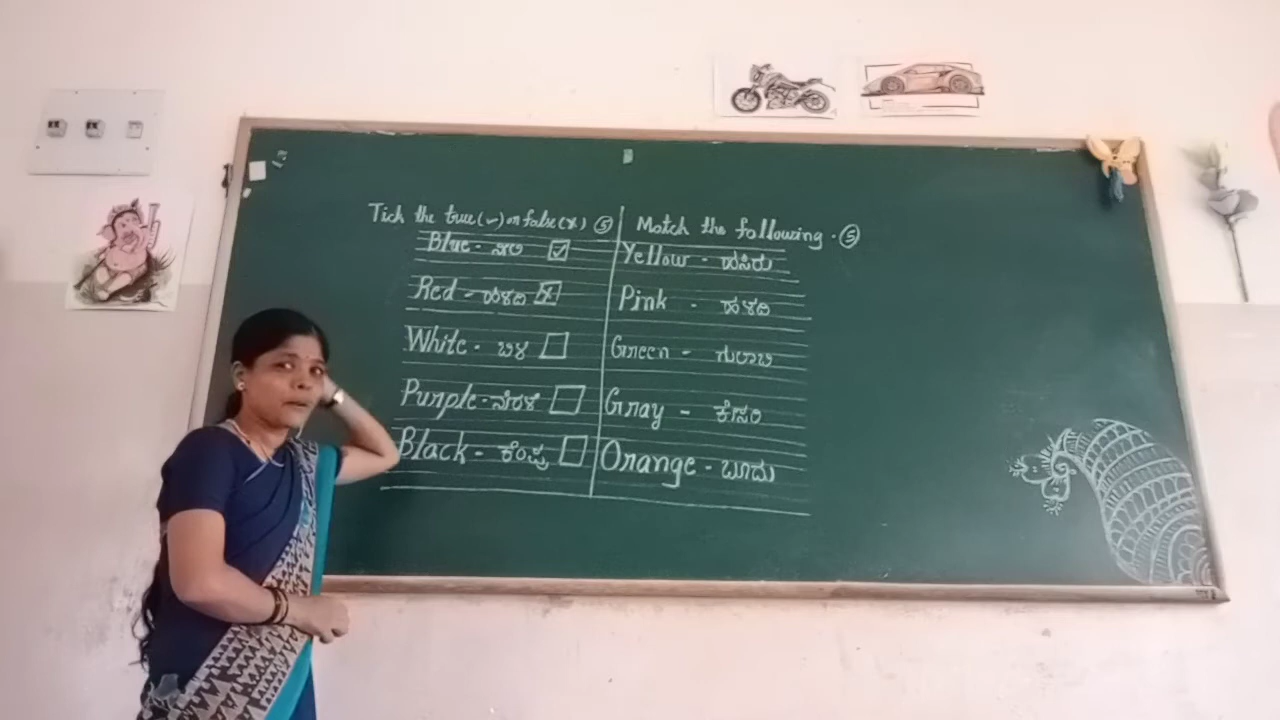 Tick the true(✓) or false(x) ⑤
Blue - ನೀಲಿ ☑
Red - ಹಳದಿ ☒
White - ಬಿಳಿ ☐
Purple - ನೇರಳೆ ☐
Black - ಕೆಂಪು ☐
Match the following. ⑤
Yellow - ಹಸಿರು
Pink - ಹಳದಿ
Green - ಗುಲಾಬಿ
Gray - ಕೇಸರಿ
Orange - ಬೂದು